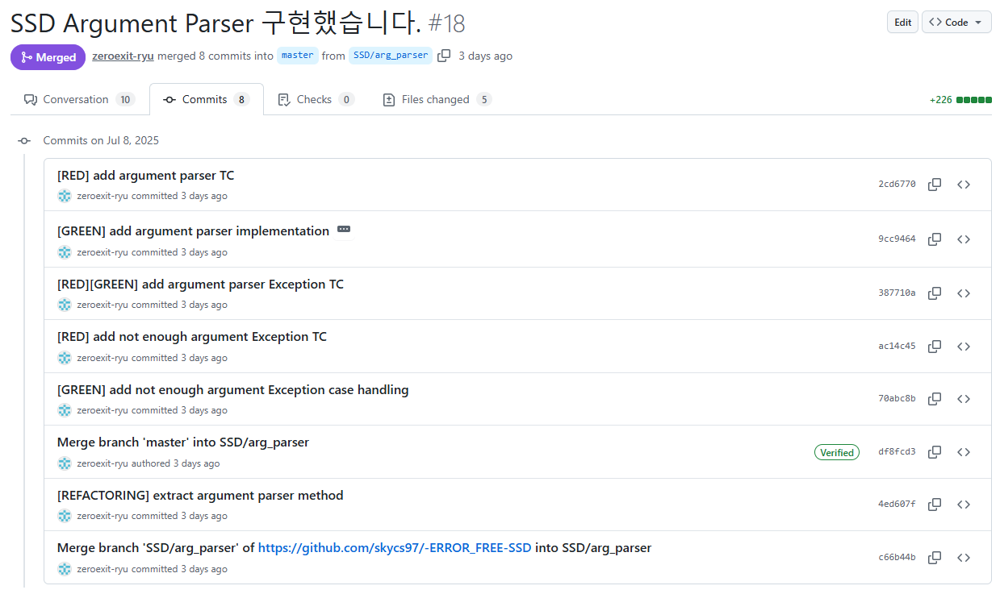 SSD Argument Parser 구현했습니다. #18
Edit
Code
Merged
zeroexit-ryu merged 8 commits into master from SSD/arg_parser 3 days ago
Conversation 10
Commits 8
Checks 0
Files changed 5
+226
Commits on Jul 8, 2025
[RED] add argument parser TC
zeroexit-ryu committed 3 days ago
2cd6770
[GREEN] add argument parser implementation
zeroexit-ryu committed 3 days ago
9cc9464
[RED][GREEN] add argument parser Exception TC
zeroexit-ryu committed 3 days ago
387710a
[RED] add not enough argument Exception TC
zeroexit-ryu committed 3 days ago
ac14c45
[GREEN] add not enough argument Exception case handling
zeroexit-ryu committed 3 days ago
70abc8b
Merge branch 'master' into SSD/arg_parser
zeroexit-ryu authored 3 days ago
Verified
df8fcd3
[REFACTORING] extract argument parser method
zeroexit-ryu committed 3 days ago
4ed607f
Merge branch 'SSD/arg_parser' of https://github.com/skycs97/-ERROR_FREE-SSD into SSD/arg_parser
zeroexit-ryu committed 3 days ago
c66b44b